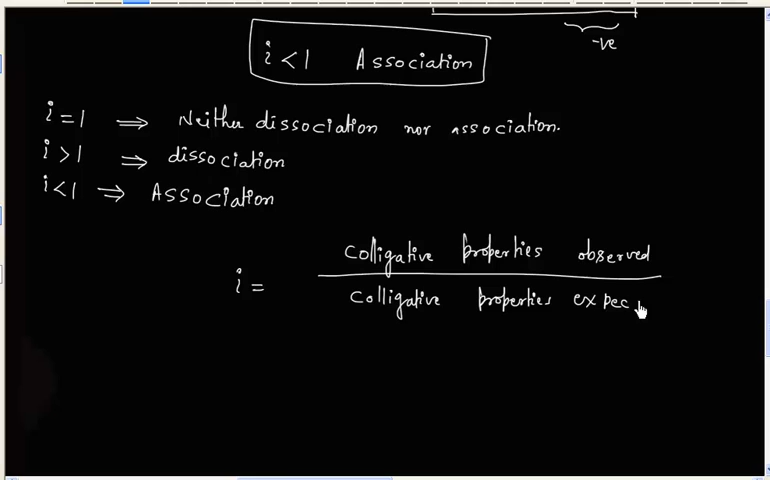 -ve
i < 1 Association
i = 1 ⇒ Neither dissociation nor association.
i > 1 ⇒ dissociation
i < 1 ⇒ Association
colligative properties observed
i =
colligative properties expec